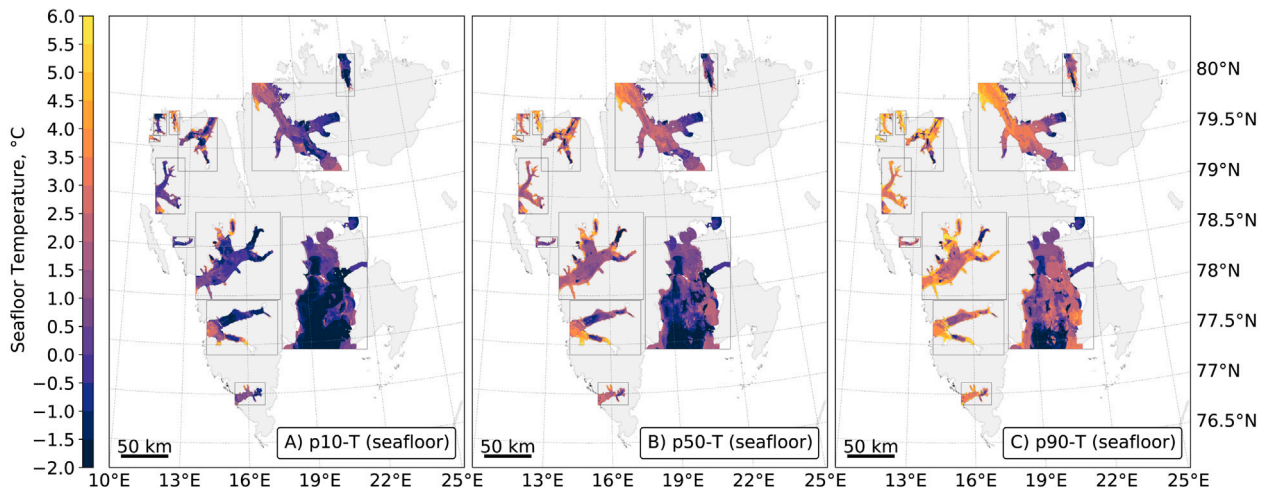 6.0
5.5
5.0
4.5
4.0
3.5
3.0
2.5
2.0
1.5
1.0
0.5
0.0
−0.5
−1.0
−1.5
−2.0
Seafloor Temperature, °C
50 km
A) p10-T (seafloor)
50 km
B) p50-T (seafloor)
50 km
C) p90-T (seafloor)
80°N
79.5°N
79°N
78.5°N
78°N
77.5°N
77°N
76.5°N
10°E 13°E 16°E 19°E 22°E 25°E 13°E 16°E 19°E 22°E 25°E 13°E 16°E 19°E 22°E 25°E